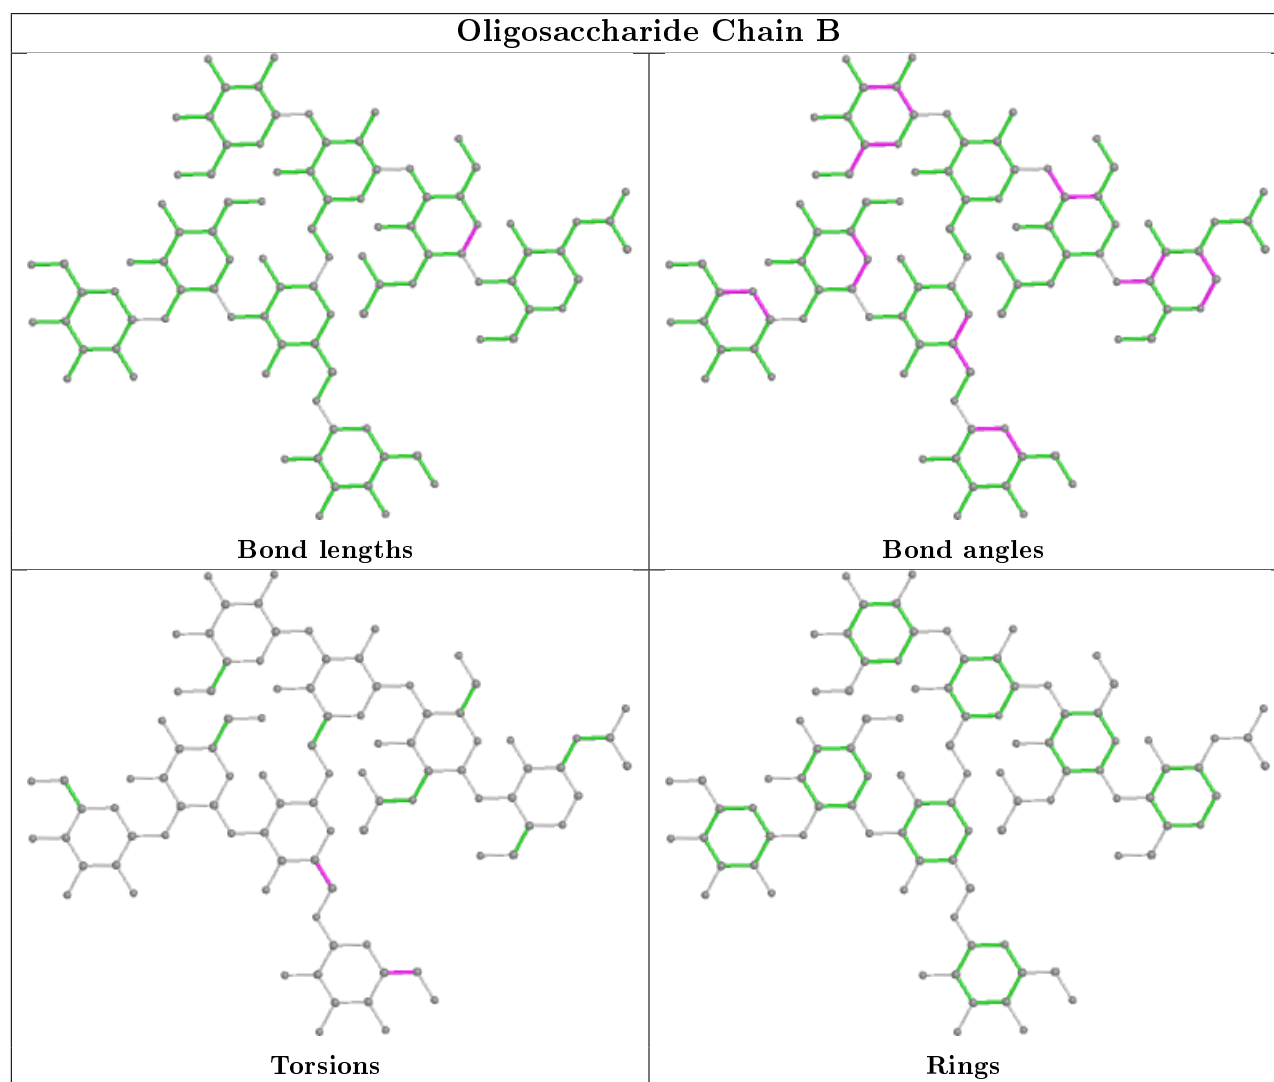 Oligosaccharide Chain B
Bond lengths
Bond angles
Torsions
Rings